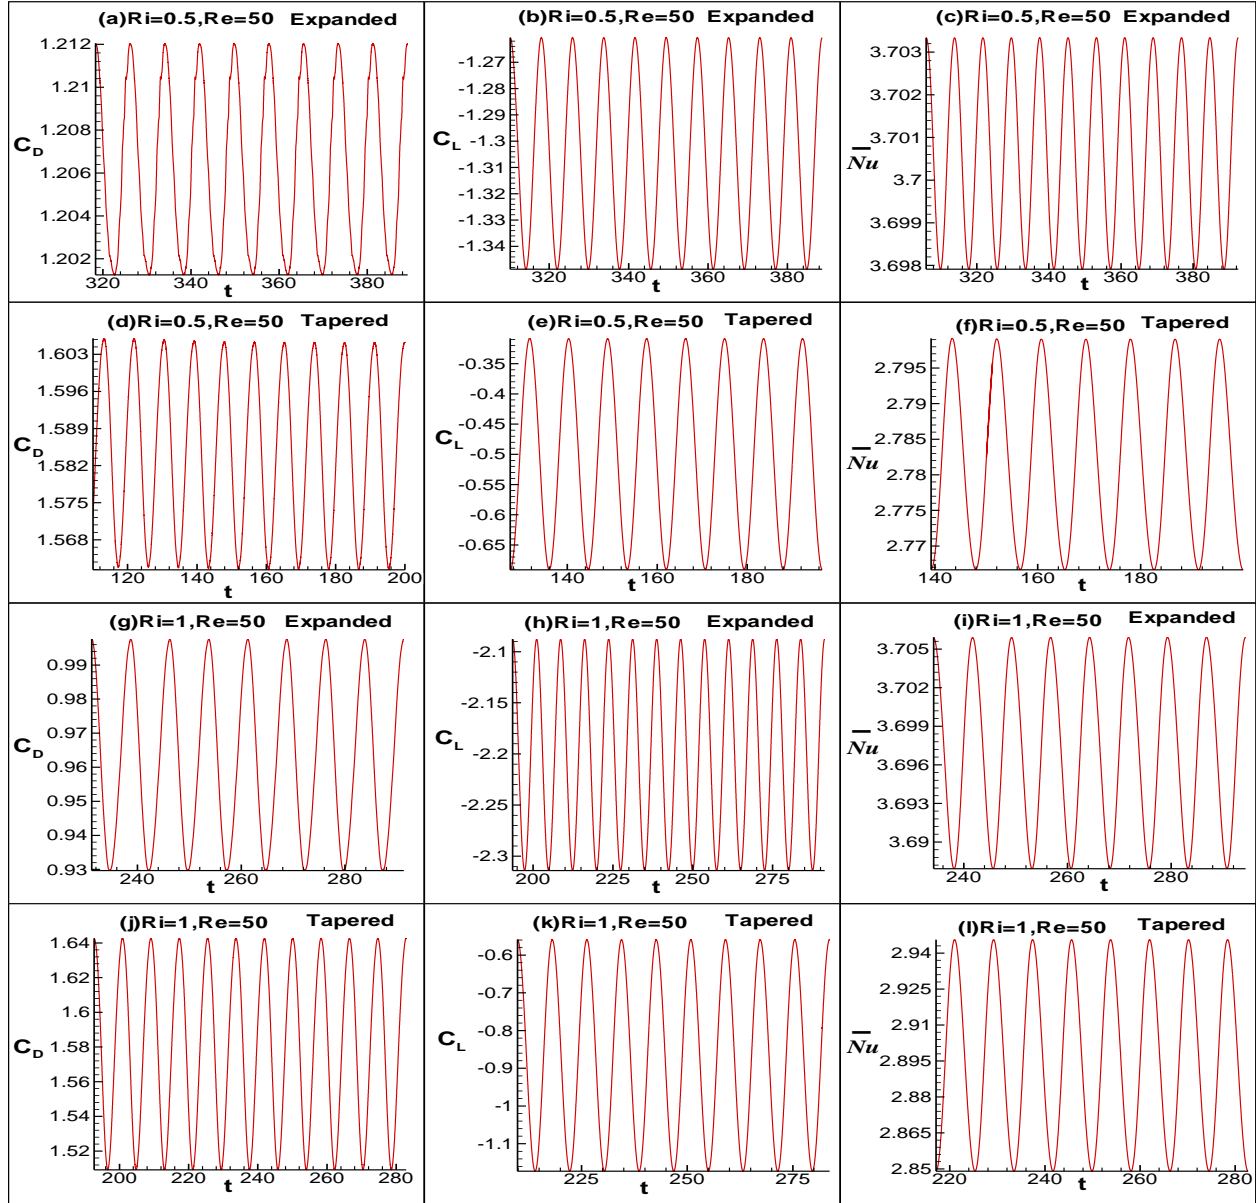 (a)Ri=0.5,Re=50 Expanded
1.212
1.21
1.208
C_D
1.206
1.204
1.202
320 340 360 380
t
(b)Ri=0.5,Re=50 Expanded
-1.27
-1.28
-1.29
C_L -1.3
-1.31
-1.32
-1.33
-1.34
320 340 360 380
t
(c)Ri=0.5,Re=50 Expanded
3.703
3.702
3.701
Nu
3.7
3.699
3.698
320 340 360 380
t
(d)Ri=0.5,Re=50 Tapered
1.603
1.596
1.589
C_D
1.582
1.575
1.568
120 140 160 180 200
t
(e)Ri=0.5,Re=50 Tapered
-0.35
-0.4
-0.45
C_L
-0.5
-0.55
-0.6
-0.65
140 160 180
t
(f)Ri=0.5,Re=50 Tapered
2.795
2.79
2.785
Nu
2.78
2.775
2.77
140 160 180
t
(g)Ri=1,Re=50 Expanded
0.99
0.98
0.97
C_D
0.96
0.95
0.94
0.93
240 260 280
t
(h)Ri=1,Re=50 Expanded
-2.1
-2.15
C_L
-2.2
-2.25
-2.3
200 225 250 275
t
(i)Ri=1,Re=50 Expanded
3.705
3.702
3.699
Nu
3.696
3.693
3.69
240 260 280
t
(j)Ri=1,Re=50 Tapered
1.64
1.62
1.6
C_D 1.58
1.56
1.54
1.52
200 220 240 260 280
t
(k)Ri=1,Re=50 Tapered
-0.6
-0.7
-0.8
C_L
-0.9
-1
-1.1
225 250 275
t
(l)Ri=1,Re=50 Tapered
2.94
2.925
2.91
Nu
2.895
2.88
2.865
2.85
220 240 260 280
t